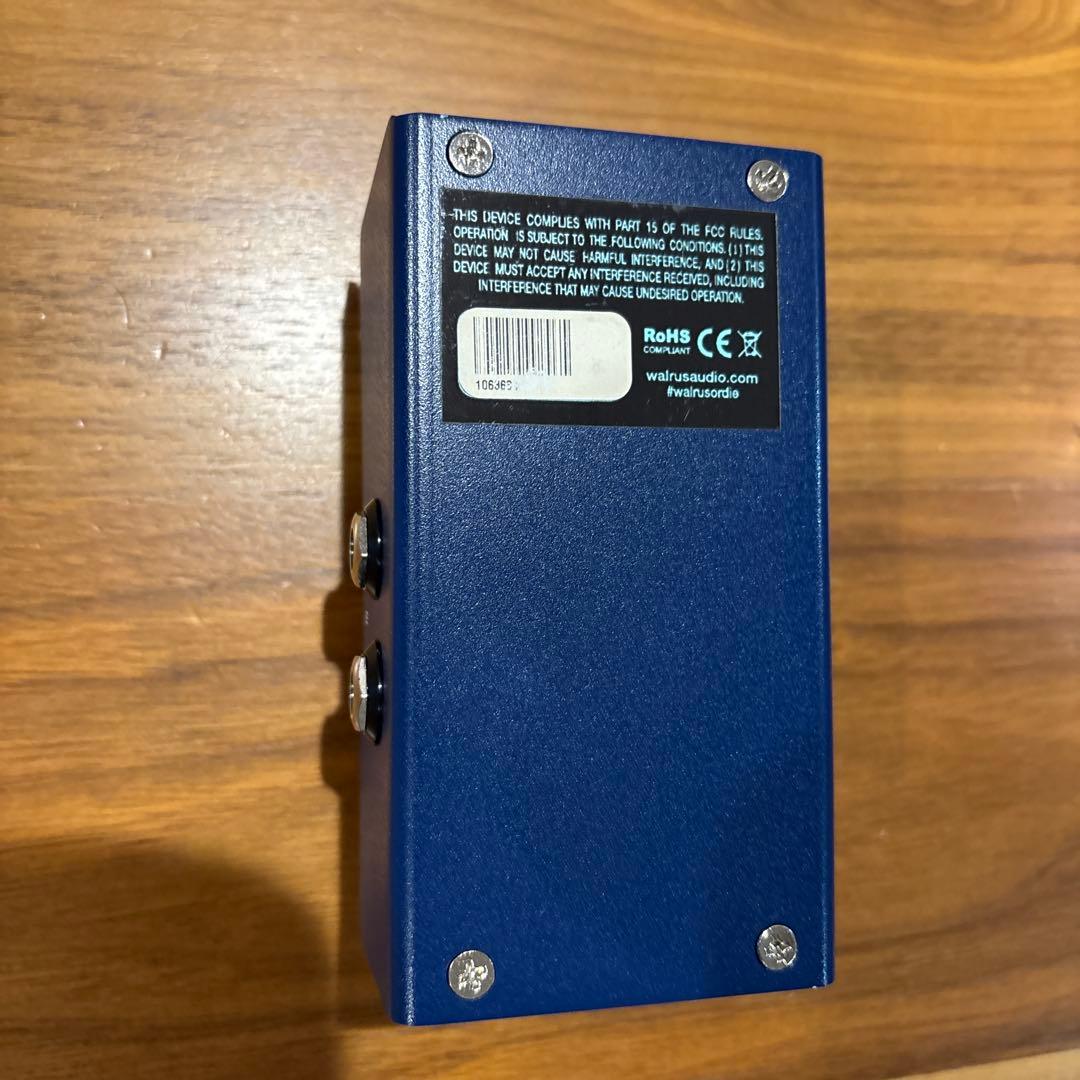 THIS DEVICE COMPLIES WITH PART 15 OF THE FCC RULES.
OPERATION IS SUBJECT TO THE FOLLOWING CONDITIONS. (1) THIS
DEVICE MAY NOT CAUSE HARMFUL INTERFERENCE, AND (2) THIS
DEVICE MUST ACCEPT ANY INTERFERENCE RECEIVED, INCLUDING
INTERFERENCE THAT MAY CAUSE UNDESIRED OPERATION.
RoHS
COMPLIANT
CE
walrusaudio.com
#walrusordie